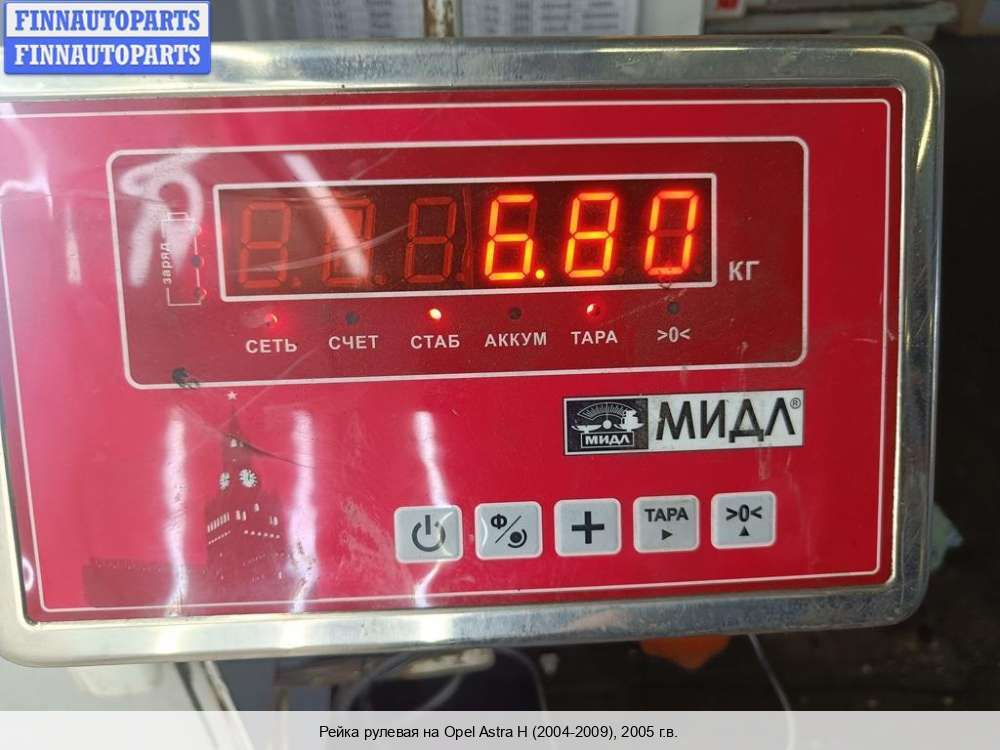 FINNAUTOPARTS
FINNAUTOPARTS
6.80
КГ
заряд
СЕТЬ СЧЕТ СТАБ АККУМ ТАРА >0<
МИДЛ МИДЛ®
Ф ТАРА >0<
Рейка рулевая на Opel Astra H (2004-2009), 2005 г.в.